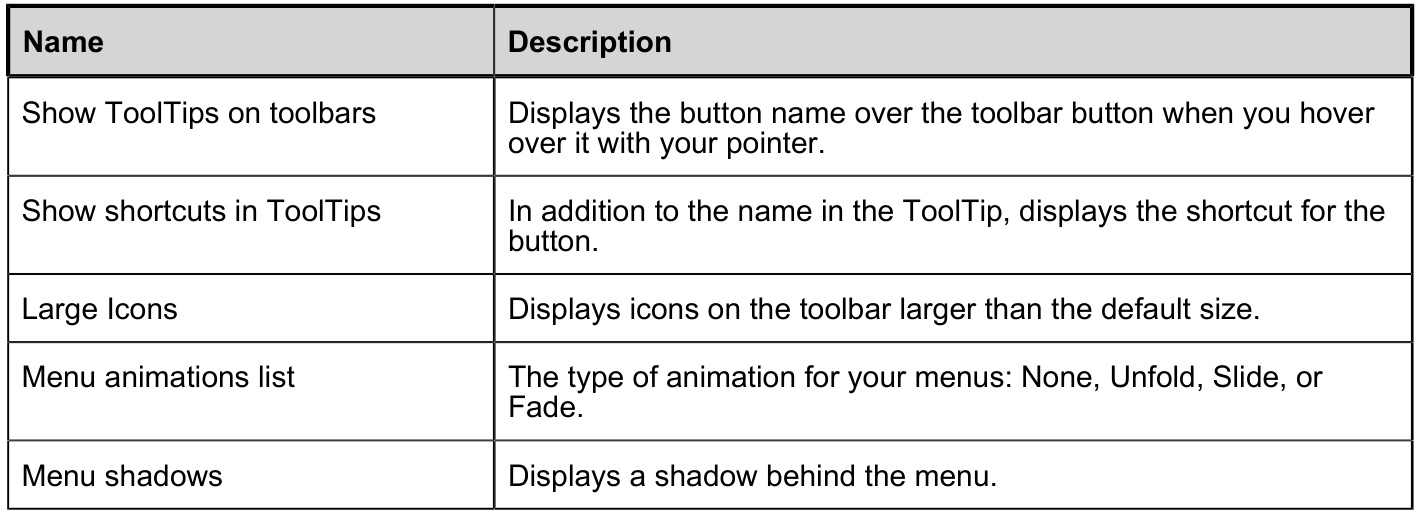 Name
Description
Show ToolTips on toolbars
Displays the button name over the toolbar button when you hover
over it with your pointer.
Show shortcuts in ToolTips
In addition to the name in the ToolTip, displays the shortcut for the
button.
Large Icons
Displays icons on the toolbar larger than the default size.
Menu animations list
The type of animation for your menus: None, Unfold, Slide, or
Fade.
Menu shadows
Displays a shadow behind the menu.